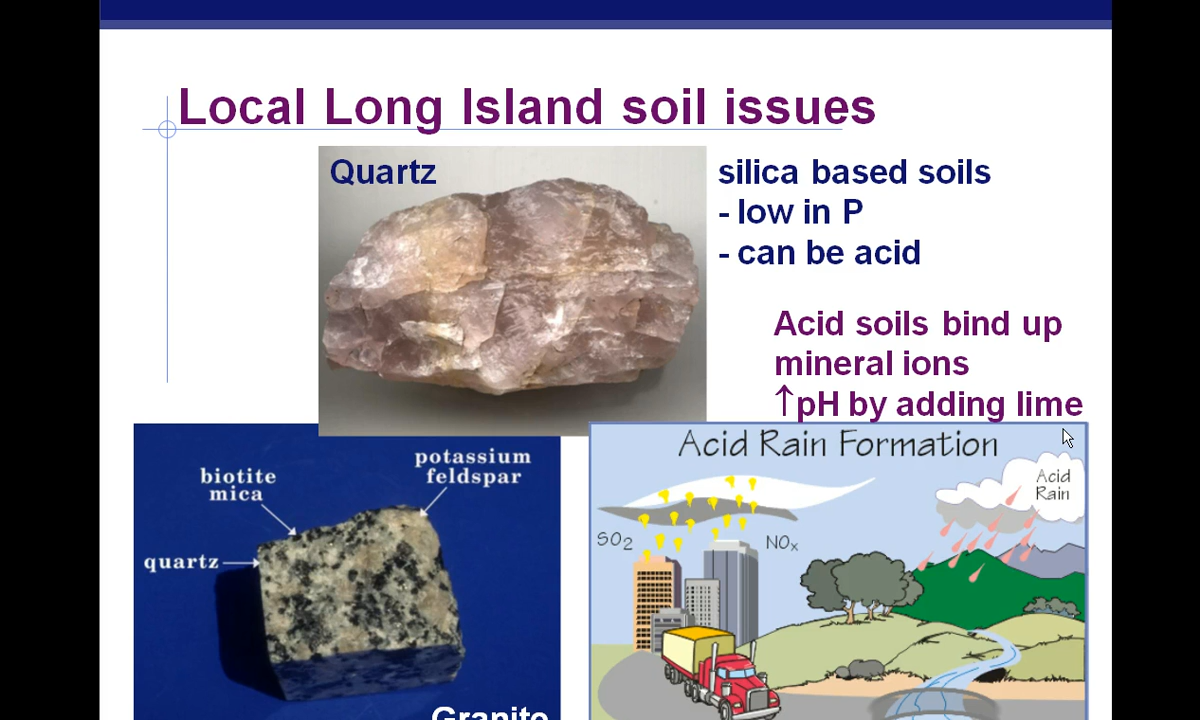 Local Long Island soil issues
Quartz
silica based soils
- low in P
- can be acid
Acid soils bind up
mineral ions
↑pH by adding lime
biotite
mica
potassium
feldspar
quartz
Granite
Acid Rain Formation
SO₂
NOₓ
Acid
Rain